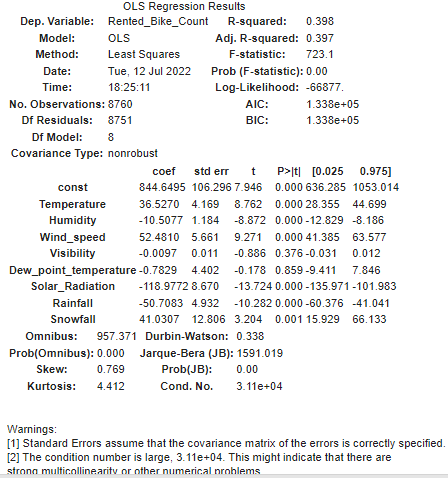 OLS Regression Results
Dep. Variable: Rented_Bike_Count R-squared: 0.398
Model: OLS Adj. R-squared: 0.397
Method: Least Squares F-statistic: 723.1
Date: Tue, 12 Jul 2022 Prob (F-statistic): 0.00
Time: 18:25:11 Log-Likelihood: -66877.
No. Observations: 8760 AIC: 1.338e+05
Df Residuals: 8751 BIC: 1.338e+05
Df Model: 8
Covariance Type: nonrobust
coef std err t P>|t| [0.025 0.975]
const 844.6495 106.296 7.946 0.000 636.285 1053.014
Temperature 36.5270 4.169 8.762 0.000 28.355 44.699
Humidity -10.5077 1.184 -8.872 0.000 -12.829 -8.186
Wind_speed 52.4810 5.661 9.271 0.000 41.385 63.577
Visibility -0.0097 0.011 -0.886 0.376 -0.031 0.012
Dew_point_temperature -0.7829 4.402 -0.178 0.859 -9.411 7.846
Solar_Radiation -118.9772 8.670 -13.724 0.000 -135.971 -101.983
Rainfall -50.7083 4.932 -10.282 0.000 -60.376 -41.041
Snowfall 41.0307 12.806 3.204 0.001 15.929 66.133
Omnibus: 957.371 Durbin-Watson: 0.338
Prob(Omnibus): 0.000 Jarque-Bera (JB): 1591.019
Skew: 0.769 Prob(JB): 0.00
Kurtosis: 4.412 Cond. No. 3.11e+04
Warnings:
[1] Standard Errors assume that the covariance matrix of the errors is correctly specified.
[2] The condition number is large, 3.11e+04. This might indicate that there are
strong multicollinearity or other numerical problems